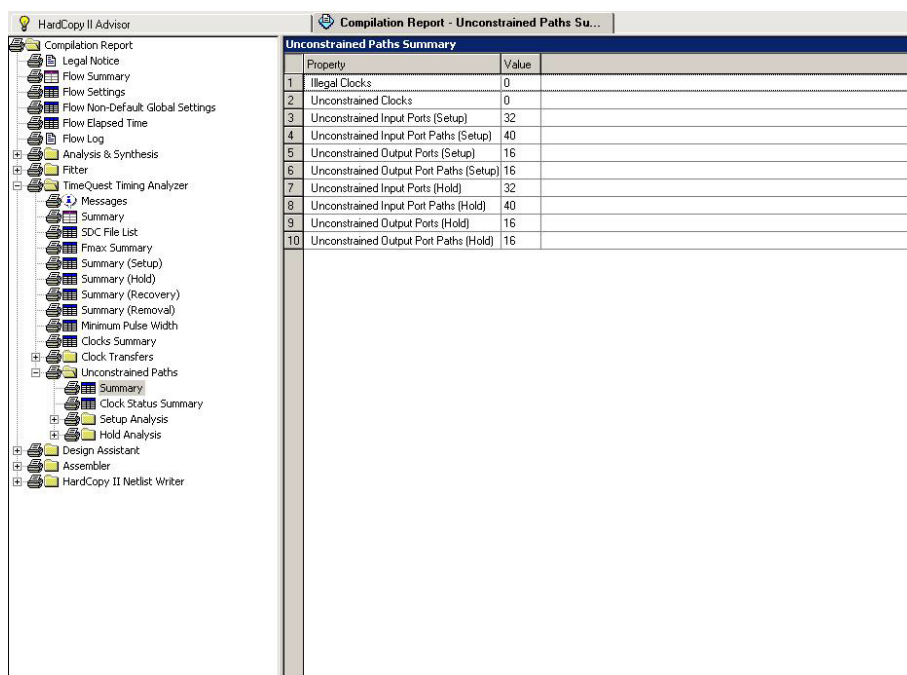 HardCopy II Advisor
Compilation Report - Unconstrained Paths Su...
Compilation Report
Legal Notice
Flow Summary
Flow Settings
Flow Non-Default Global Settings
Flow Elapsed Time
Flow Log
Analysis & Synthesis
Fitter
TimeQuest Timing Analyzer
Messages
Summary
SDC File List
Fmax Summary
Summary (Setup)
Summary (Hold)
Summary (Recovery)
Summary (Removal)
Minimum Pulse Width
Clocks Summary
Clock Transfers
Unconstrained Paths
Summary
Clock Status Summary
Setup Analysis
Hold Analysis
Design Assistant
Assembler
HardCopy II Netlist Writer
Unconstrained Paths Summary
Property Value
1 Illegal Clocks 0
2 Unconstrained Clocks 0
3 Unconstrained Input Ports (Setup) 32
4 Unconstrained Input Port Paths (Setup) 40
5 Unconstrained Output Ports (Setup) 16
6 Unconstrained Output Port Paths (Setup) 16
7 Unconstrained Input Ports (Hold) 32
8 Unconstrained Input Port Paths (Hold) 40
9 Unconstrained Output Ports (Hold) 16
10 Unconstrained Output Port Paths (Hold) 16